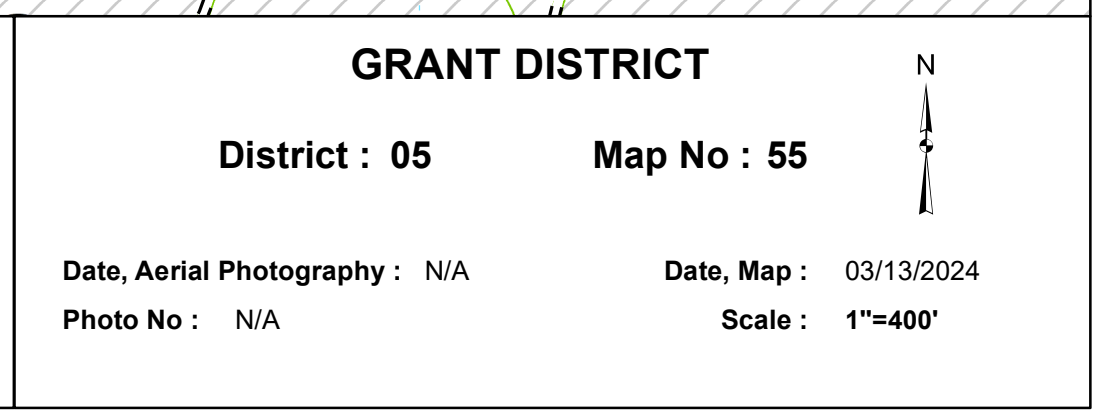 GRANT DISTRICT
N
District : 05 Map No : 55
Date, Aerial Photography : N/A Date, Map : 03/13/2024
Photo No : N/A Scale : 1"=400'